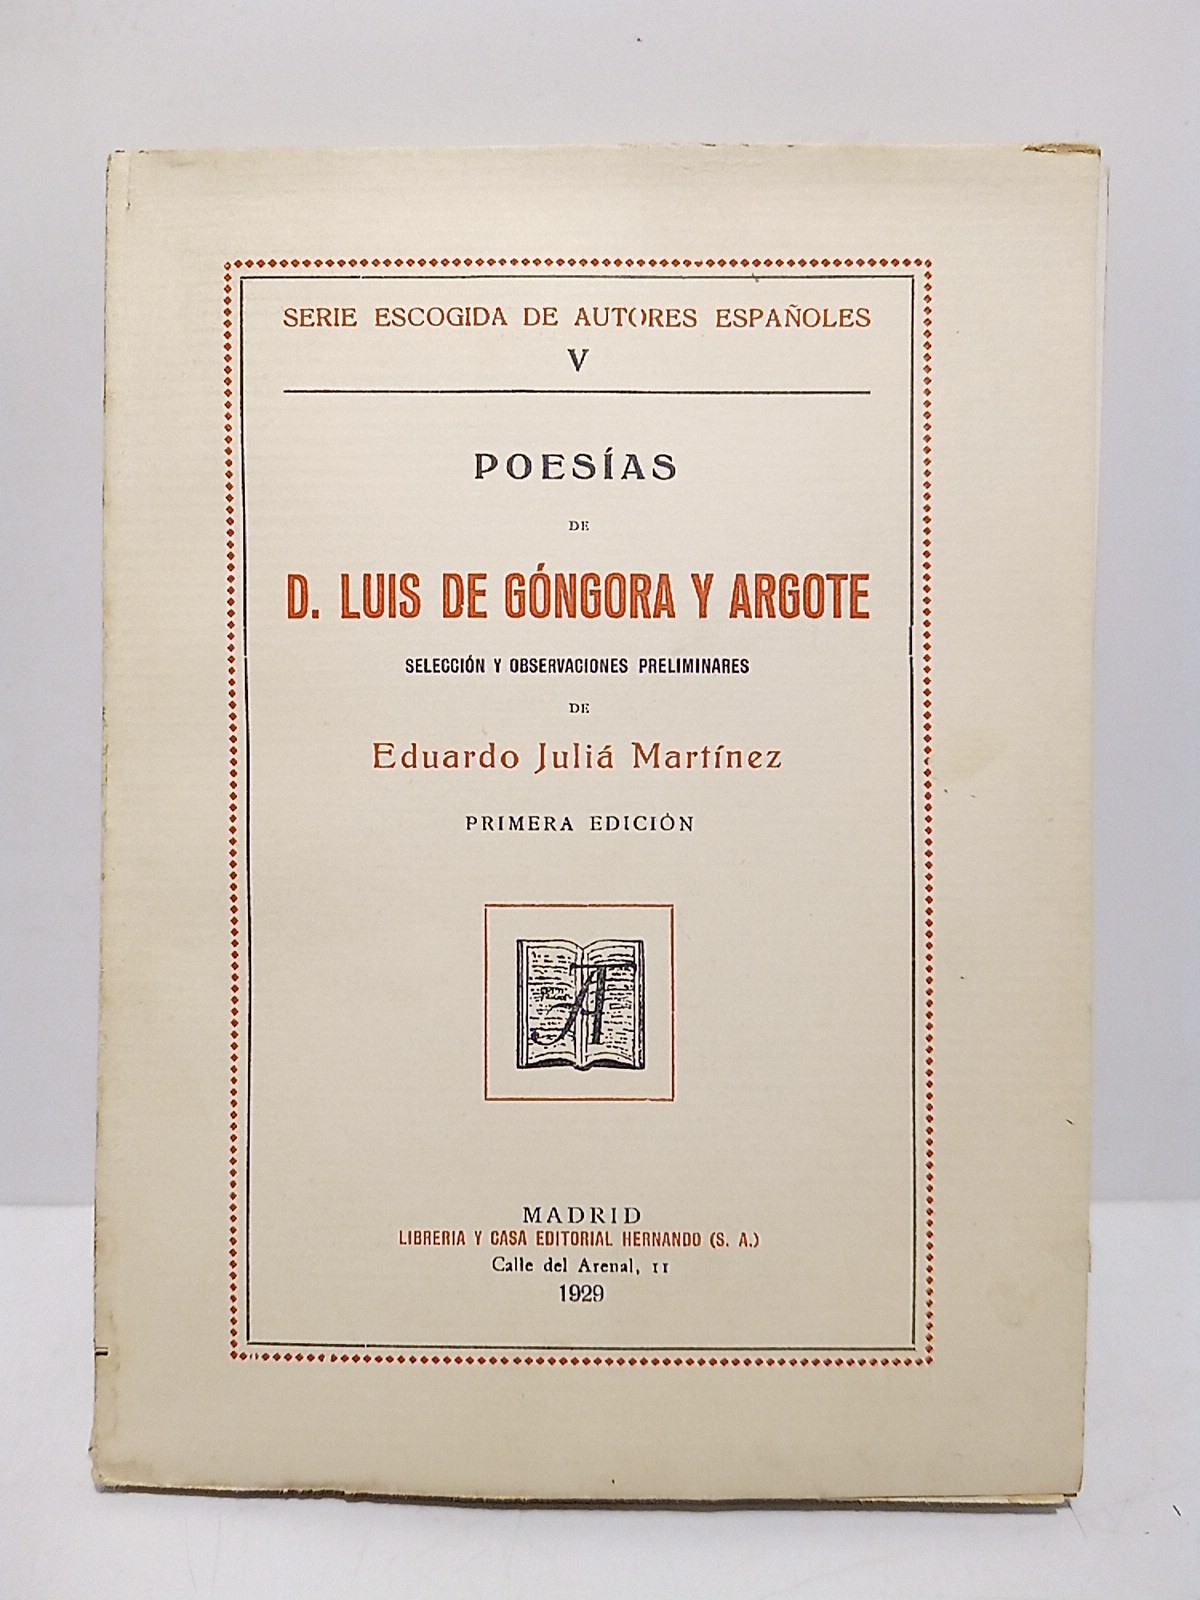 SERIE ESCOGIDA DE AUTORES ESPAÑOLES
V
POESÍAS
DE
D. LUIS DE GÓNGORA Y ARGOTE
SELECCIÓN Y OBSERVACIONES PRELIMINARES
DE
Eduardo Juliá Martínez
PRIMERA EDICIÓN
A
MADRID
LIBRERIA Y CASA EDITORIAL HERNANDO (S. A.)
Calle del Arenal, 11
1929